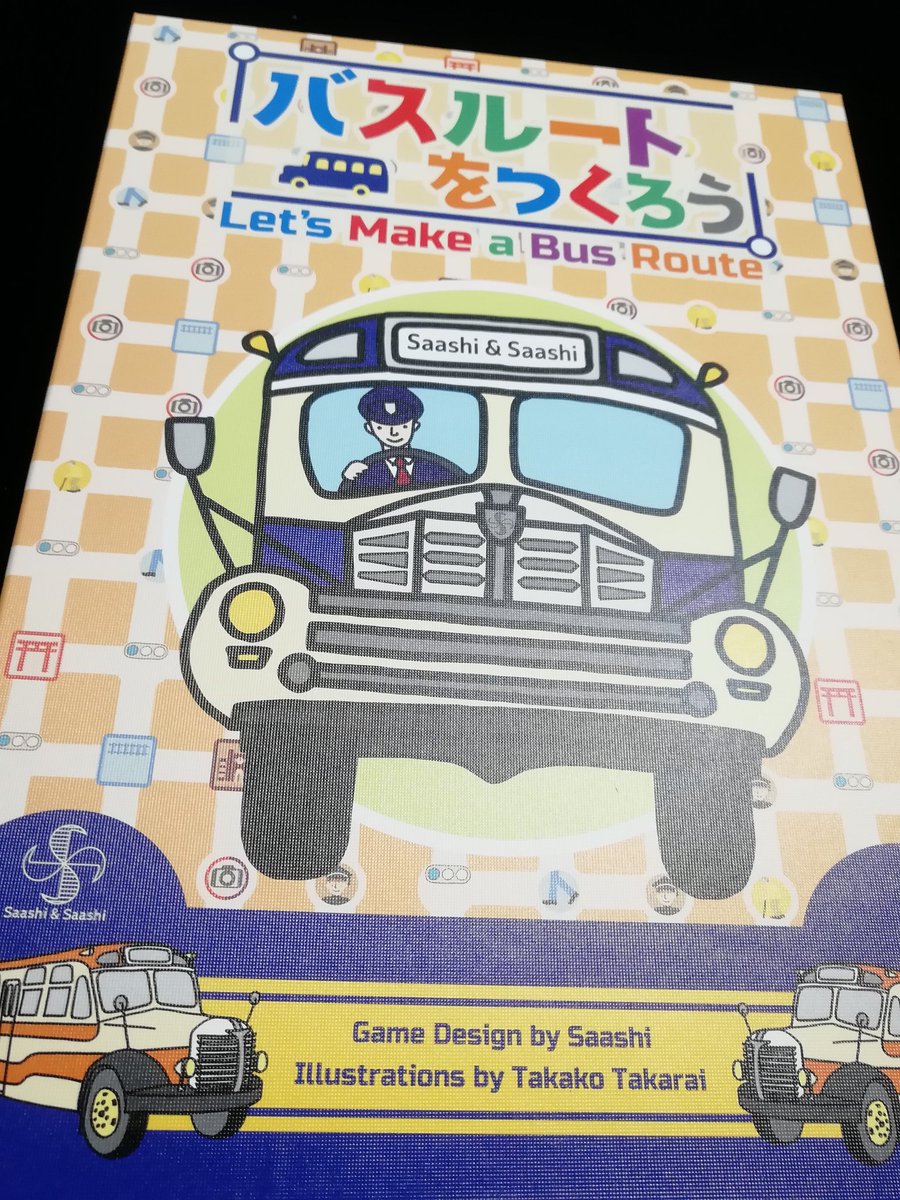 バスルート
をつくろう
Let's Make a Bus Route
Saashi & Saashi
Saashi & Saashi
Game Design by Saashi
Illustrations by Takako Takarai